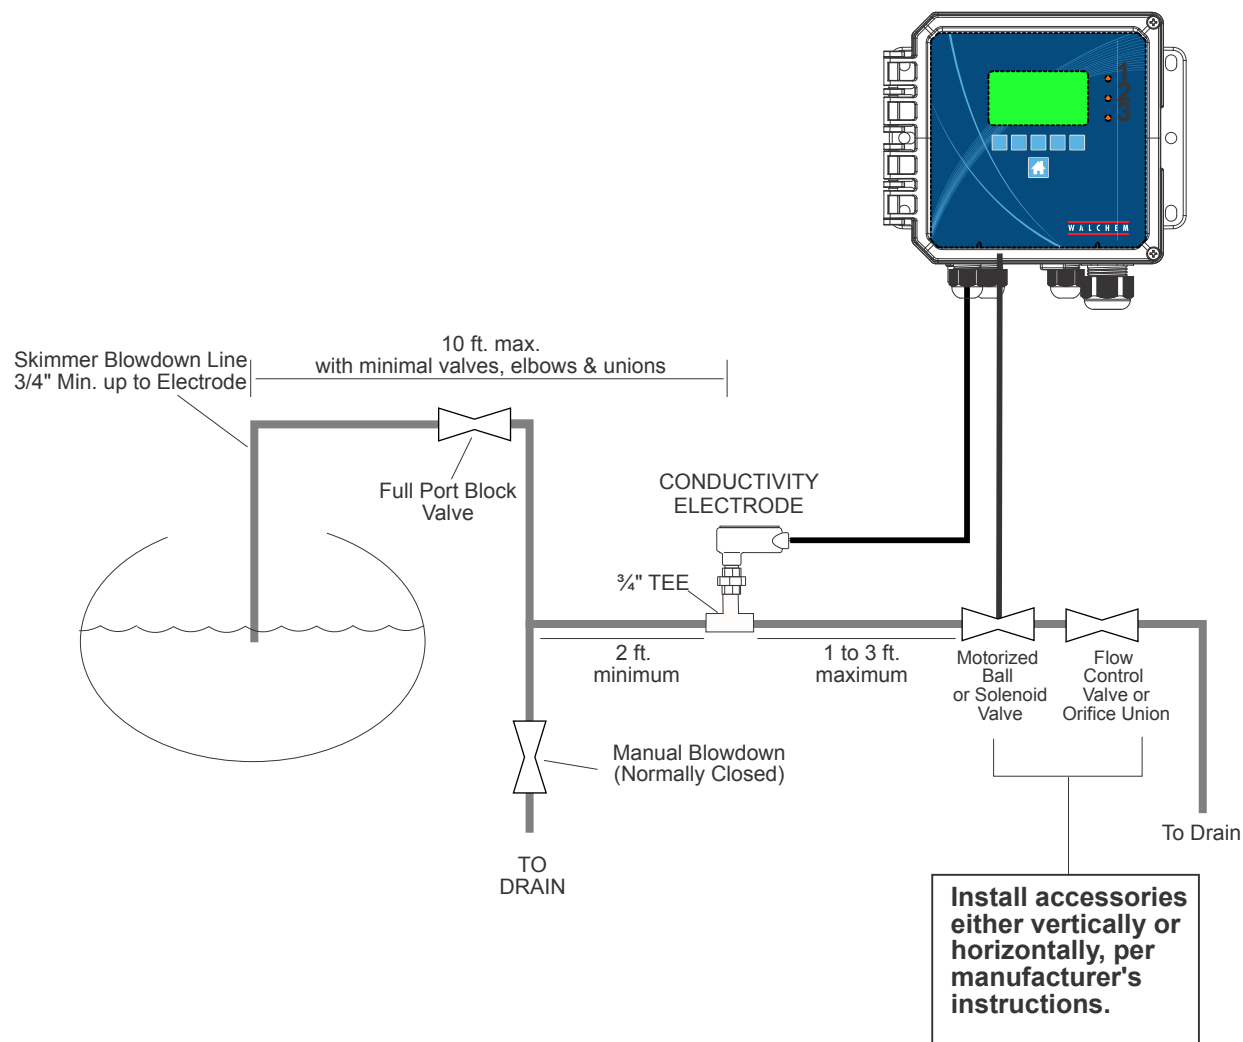 1
2
3
WALCHEM
10 ft. max.
with minimal valves, elbows & unions
Skimmer Blowdown Line
3/4" Min. up to Electrode
Full Port Block
Valve
CONDUCTIVITY
ELECTRODE
¾" TEE
2 ft.
minimum
1 to 3 ft.
maximum
Motorized
Ball
or Solenoid
Valve
Flow
Control
Valve or
Orifice Union
Manual Blowdown
(Normally Closed)
TO
DRAIN
To Drain
Install accessories
either vertically or
horizontally, per
manufacturer's
instructions.